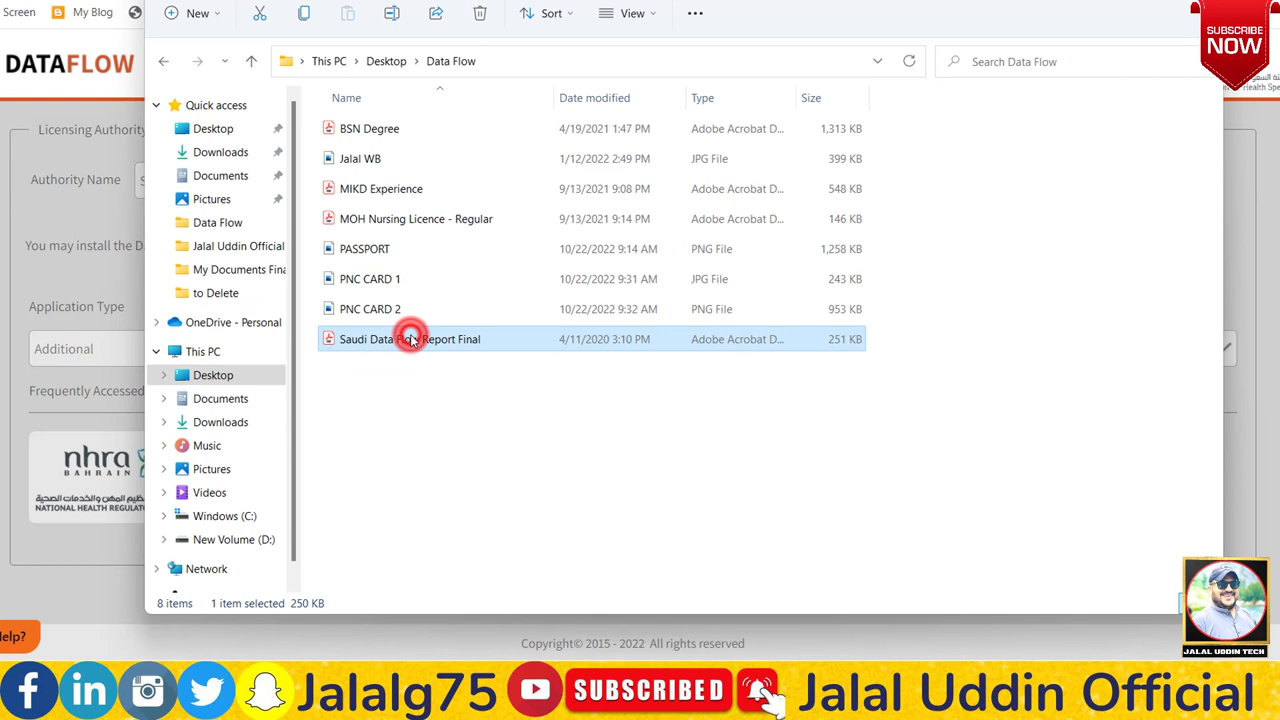 Screen My Blog
New Sort View
SUBSCRIBE
NOW
DATAFLOW
This PC Desktop Data Flow
Search Data Flow
Name Date modified Type Size
Licensing Authority
Authority Name
You may install the Da
Application Type
Additional
Frequently Accessed
nhra
BAHRAIN
NATIONAL HEALTH REGULAT
Quick access
Desktop
Downloads
Documents
Pictures
Data Flow
Jalal Uddin Official
My Documents Fina
to Delete
OneDrive - Personal
This PC
Desktop
Documents
Downloads
Music
Pictures
Videos
Windows (C:)
New Volume (D:)
Network
BSN Degree 4/19/2021 1:47 PM Adobe Acrobat D... 1,313 KB
Jalal WB 1/12/2022 2:49 PM JPG File 399 KB
MIKD Experience 9/13/2021 9:08 PM Adobe Acrobat D... 548 KB
MOH Nursing Licence - Regular 9/13/2021 9:14 PM Adobe Acrobat D... 146 KB
PASSPORT 10/22/2022 9:14 AM PNG File 1,258 KB
PNC CARD 1 10/22/2022 9:31 AM JPG File 243 KB
PNC CARD 2 10/22/2022 9:32 AM PNG File 953 KB
Saudi Data Flow Report Final 4/11/2020 3:10 PM Adobe Acrobat D... 251 KB
8 items 1 item selected 250 KB
Help?
Copyright© 2015 - 2022 All rights reserved
JALAL UDDIN TECH
Jalalg75 SUBSCRIBED Jalal Uddin Official